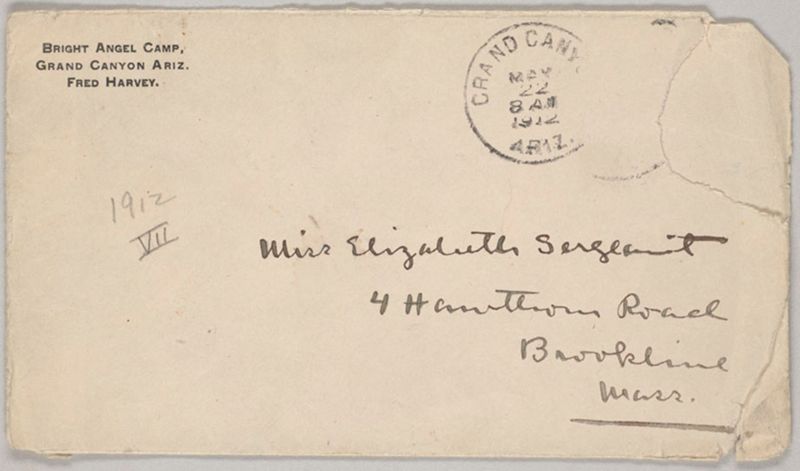 BRIGHT ANGEL CAMP,
GRAND CANYON ARIZ.
FRED HARVEY.
GRAND CANY
MAY
22
8 AM
1912
ARIZ.
1912
VII
Miss Elizabeth Sergeant
4 Hawthorn Road
Brookline
Mass.